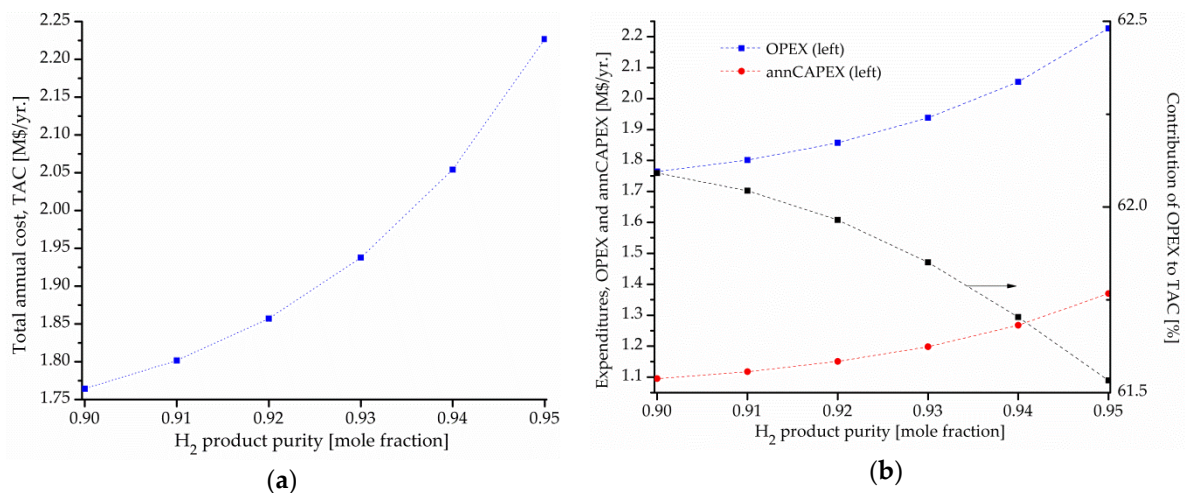 Total annual cost, TAC [M$/yr.]
2.25
2.20
2.15
2.10
2.05
2.00
1.95
1.90
1.85
1.80
1.75
0.90 0.91 0.92 0.93 0.94 0.95
H2 product purity [mole fraction]
(a)
Expenditures, OPEX and annCAPEX [M$/yr.]
2.2
2.1
2.0
1.9
1.8
1.7
1.6
1.5
1.4
1.3
1.2
1.1
OPEX (left)
annCAPEX (left)
62.5
62.0
61.5
Contribution of OPEX
to TAC [%]
0.90 0.91 0.92 0.93 0.94 0.95
H2 product purity [mole fraction]
(b)